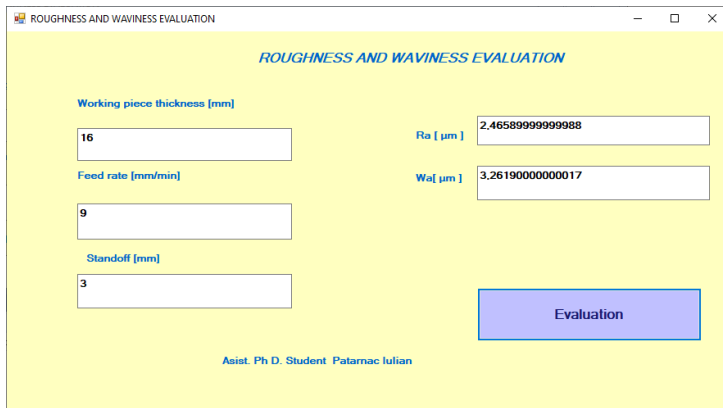 ROUGHNESS AND WAVINESS EVALUATION
ROUGHNESS AND WAVINESS EVALUATION
Working piece thickness [mm]
16
Feed rate [mm/min]
9
Standoff [mm]
3
Ra [ µm ]
2,46589999999988
Wa[ µm ]
3,26190000000017
Evaluation
Asist. Ph D. Student Patarnac Iulian